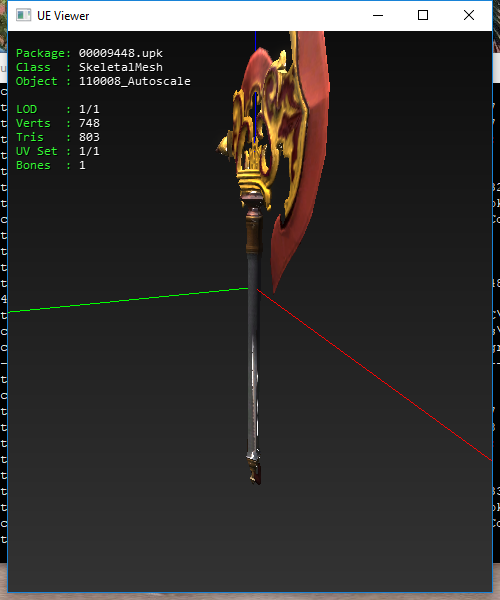 UE Viewer
Package: 00009448.upk
Class  : SkeletalMesh
Object : 110008_Autoscale
LOD    : 1/1
Verts  : 748
Tris   : 803
UV Set : 1/1
Bones  : 1